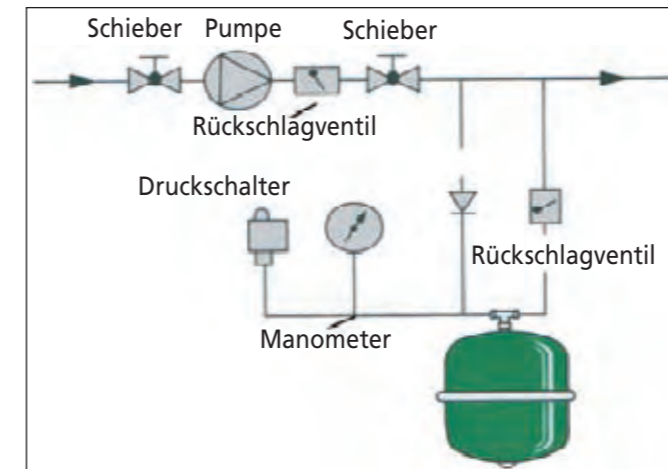 Schieber Pumpe Schieber
Rückschlagventil
Druckschalter
Rückschlagventil
Manometer